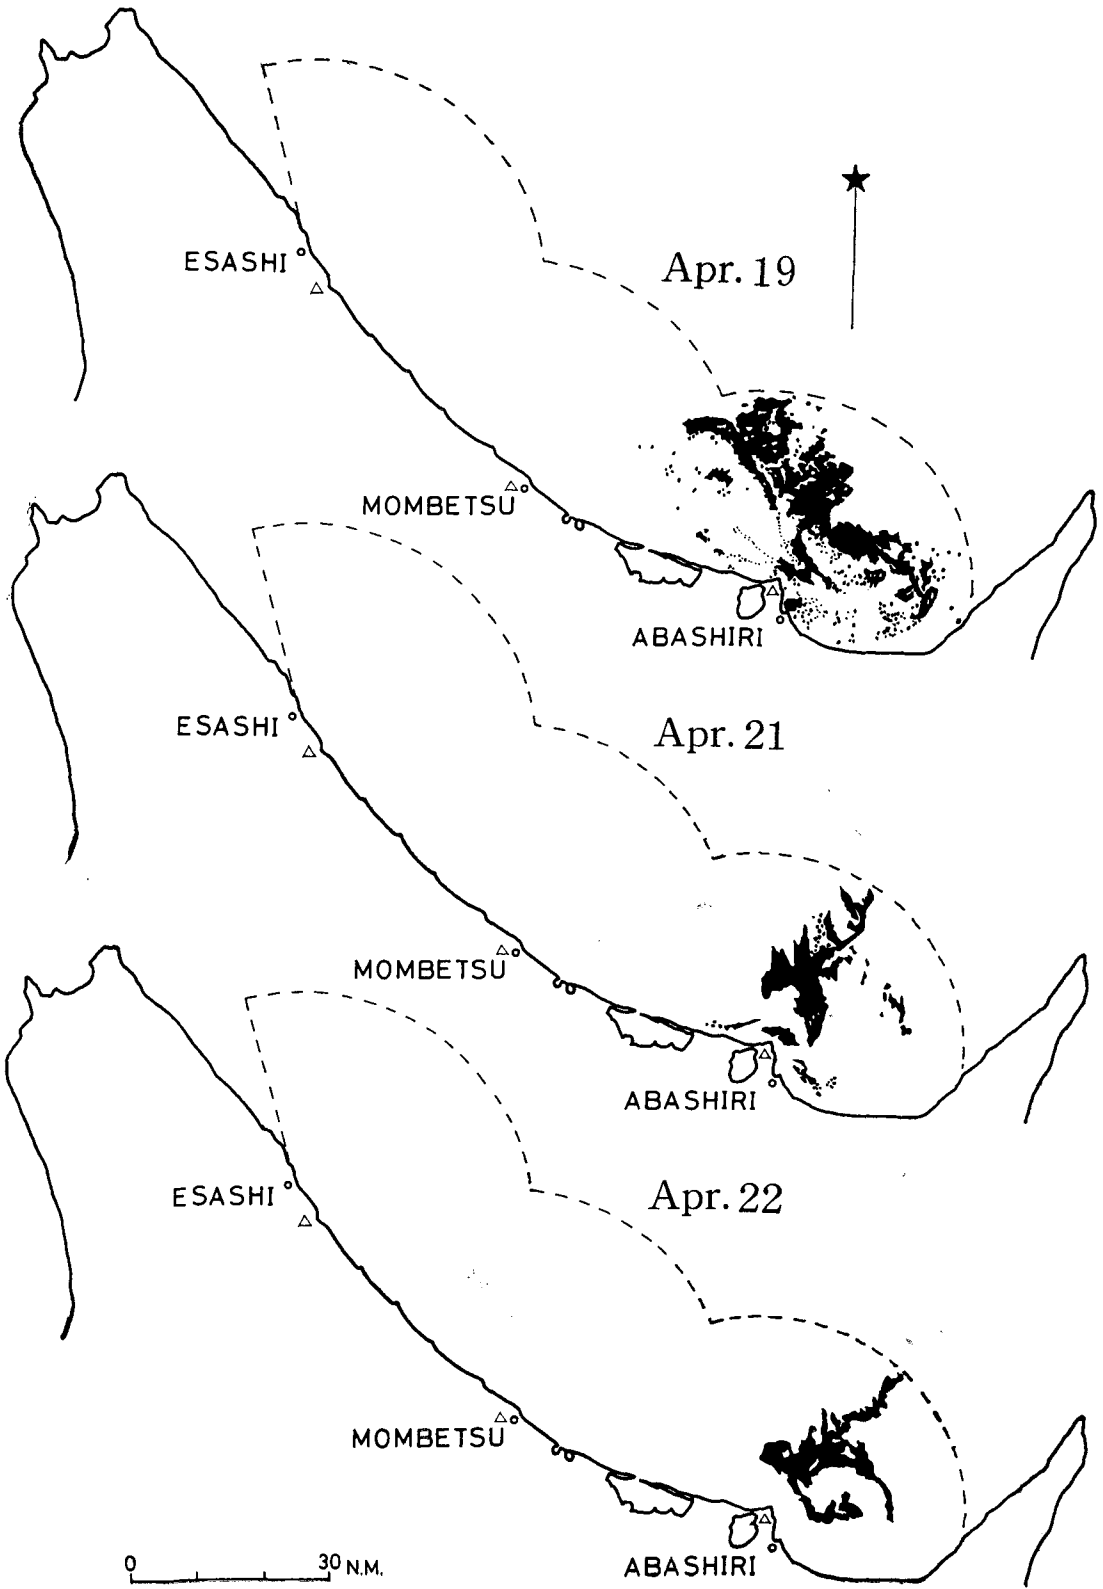 ESASHI
Apr. 19
MOMBETSU
ABASHIRI
ESASHI
Apr. 21
MOMBETSU
ABASHIRI
ESASHI
Apr. 22
MOMBETSU
ABASHIRI
0 30 N.M.